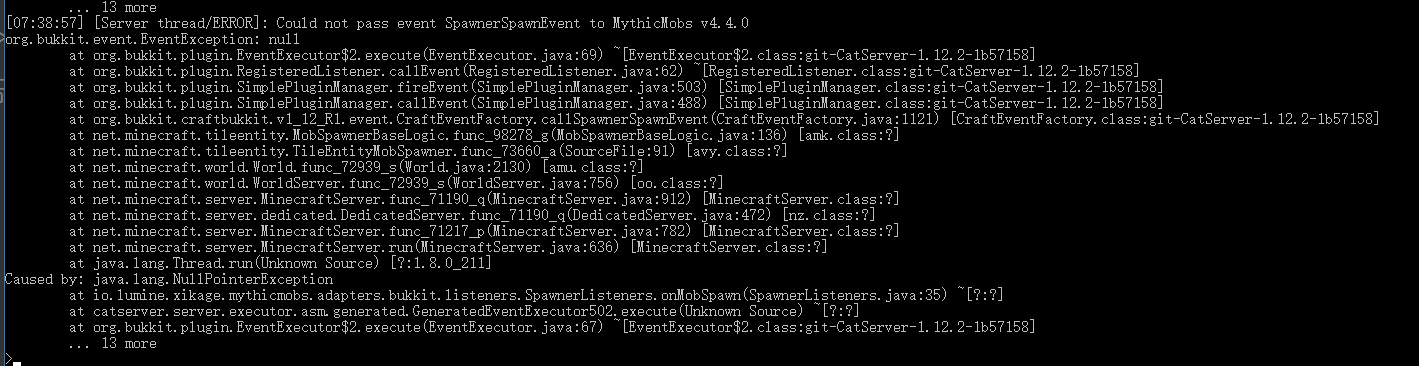 ... 13 more
[07:38:57] [Server thread/ERROR]: Could not pass event SpawnerSpawnEvent to MythicMobs v4.4.0
org.bukkit.event.EventException: null
at org.bukkit.plugin.EventExecutor$2.execute(EventExecutor.java:69) ~[EventExecutor$2.class:git-CatServer-1.12.2-1b57158]
at org.bukkit.plugin.RegisteredListener.callEvent(RegisteredListener.java:62) ~[RegisteredListener.class:git-CatServer-1.12.2-1b57158]
at org.bukkit.plugin.SimplePluginManager.fireEvent(SimplePluginManager.java:503) [SimplePluginManager.class:git-CatServer-1.12.2-1b57158]
at org.bukkit.plugin.SimplePluginManager.callEvent(SimplePluginManager.java:488) [SimplePluginManager.class:git-CatServer-1.12.2-1b57158]
at org.bukkit.craftbukkit.v1_12_R1.event.CraftEventFactory.callSpawnerSpawnEvent(CraftEventFactory.java:1121) [CraftEventFactory.class:git-CatServer-1.12.2-1b57158]
at net.minecraft.tileentity.MobSpawnerBaseLogic.func_98278_g(MobSpawnerBaseLogic.java:136) [amk.class:?]
at net.minecraft.tileentity.TileEntityMobSpawner.func_73660_a(SourceFile:91) [avy.class:?]
at net.minecraft.world.World.func_72939_s(World.java:2130) [amu.class:?]
at net.minecraft.world.WorldServer.func_72939_s(WorldServer.java:756) [oo.class:?]
at net.minecraft.server.MinecraftServer.func_71190_q(MinecraftServer.java:912) [MinecraftServer.class:?]
at net.minecraft.server.dedicated.DedicatedServer.func_71190_q(DedicatedServer.java:472) [nz.class:?]
at net.minecraft.server.MinecraftServer.func_71217_p(MinecraftServer.java:782) [MinecraftServer.class:?]
at net.minecraft.server.MinecraftServer.run(MinecraftServer.java:636) [MinecraftServer.class:?]
at java.lang.Thread.run(Unknown Source) [?:1.8.0_211]
Caused by: java.lang.NullPointerException
at io.lumine.xikage.mythicmobs.adapters.bukkit.listeners.SpawnerListeners.onMobSpawn(SpawnerListeners.java:35) ~[?:?]
at catserver.server.executor.asm.generated.GeneratedEventExecutor502.execute(Unknown Source) ~[?:?]
at org.bukkit.plugin.EventExecutor$2.execute(EventExecutor.java:67) ~[EventExecutor$2.class:git-CatServer-1.12.2-1b57158]
... 13 more
>